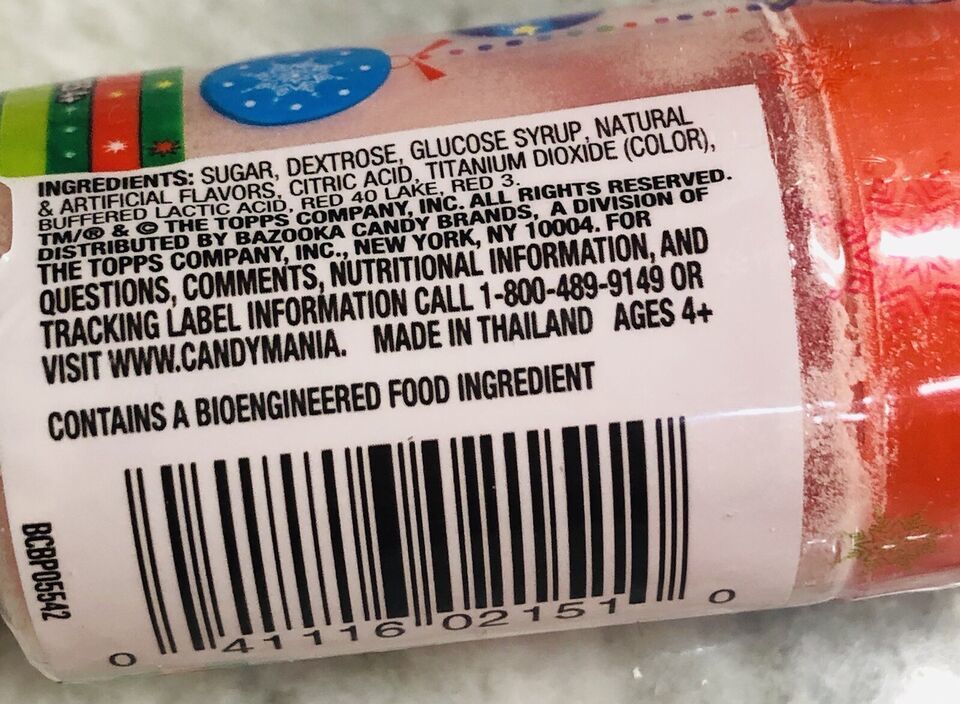 INGREDIENTS: SUGAR, DEXTROSE, GLUCOSE SYRUP, NATURAL
& ARTIFICIAL FLAVORS, CITRIC ACID, TITANIUM DIOXIDE (COLOR),
BUFFERED LACTIC ACID, RED 40 LAKE, RED 3.
TM/® & © THE TOPPS COMPANY, INC. ALL RIGHTS RESERVED.
DISTRIBUTED BY BAZOOKA CANDY BRANDS, A DIVISION OF
THE TOPPS COMPANY, INC., NEW YORK, NY 10004. FOR
QUESTIONS, COMMENTS, NUTRITIONAL INFORMATION, AND
TRACKING LABEL INFORMATION CALL 1-800-489-9149 OR
VISIT WWW.CANDYMANIA. MADE IN THAILAND AGES 4+
CONTAINS A BIOENGINEERED FOOD INGREDIENT
BCBP05542
0 41116 02151 0